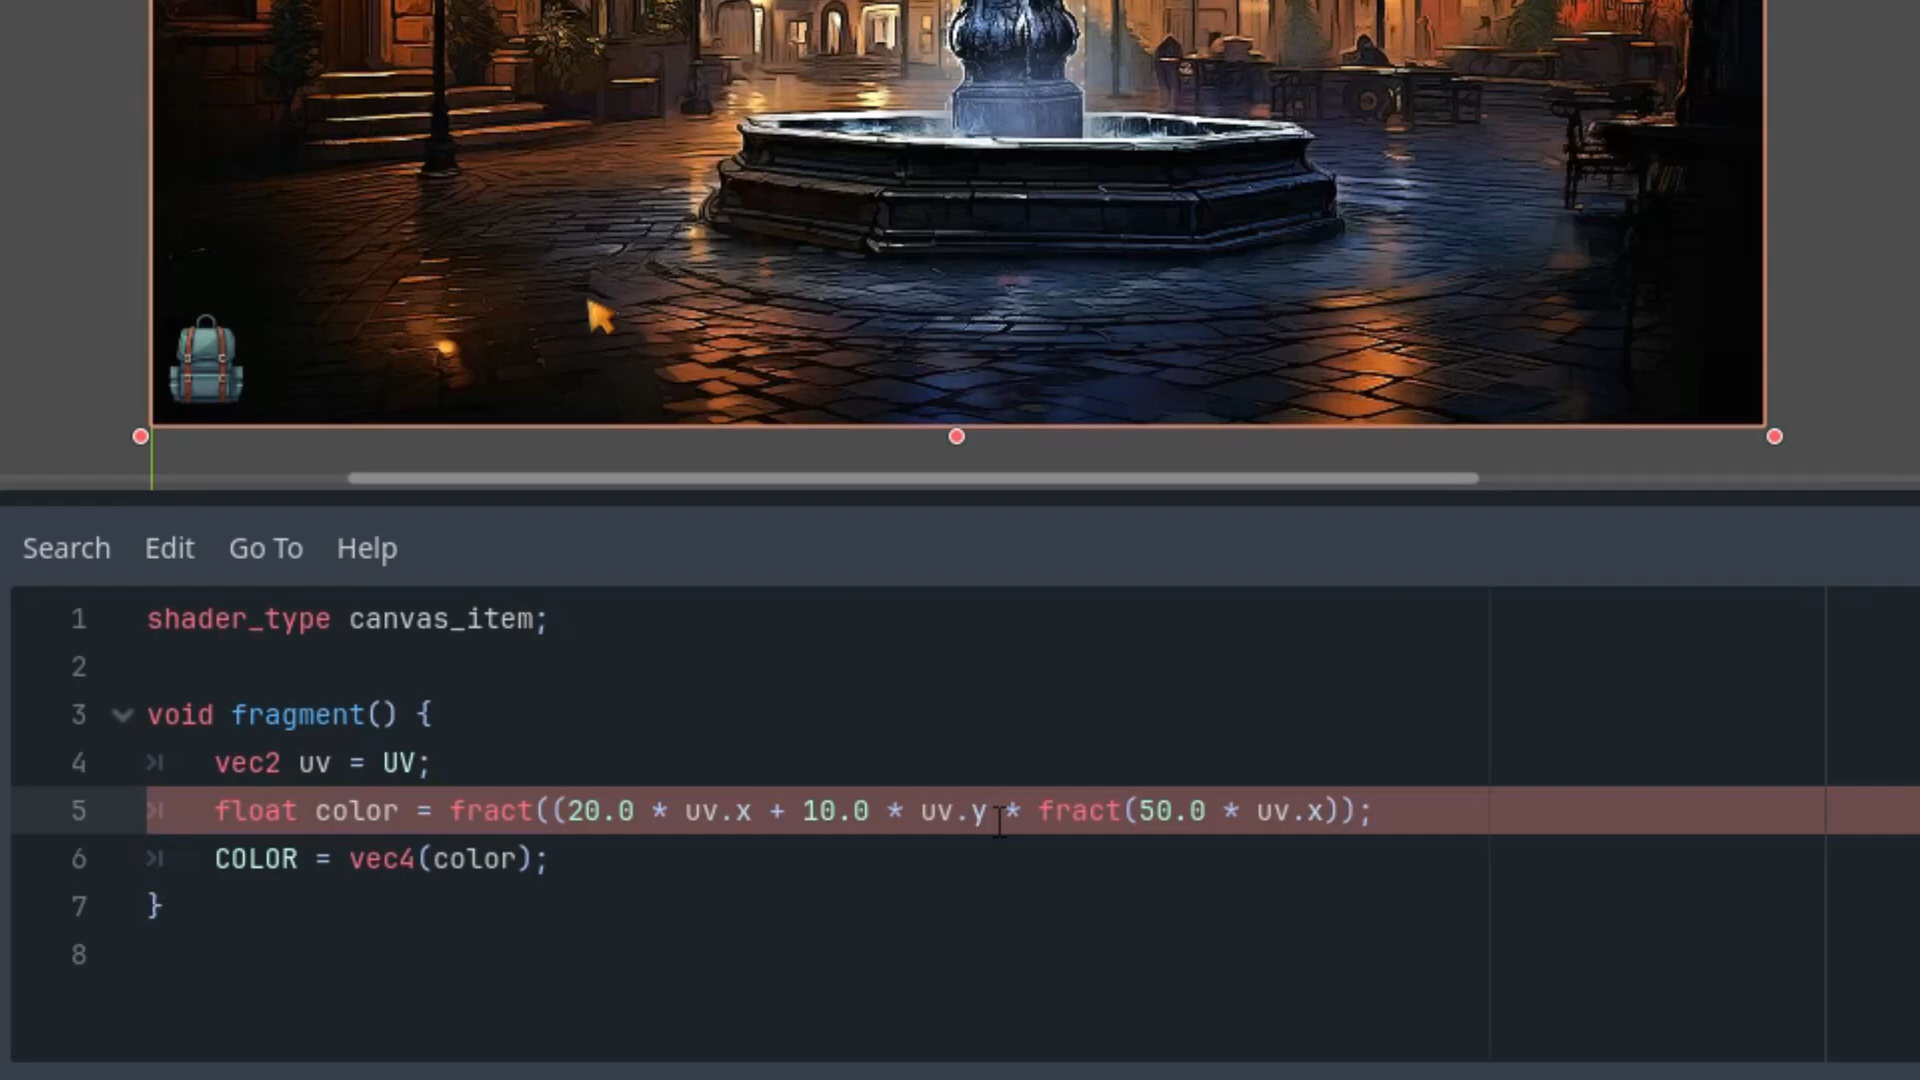 Search Edit Go To Help
1 shader_type canvas_item;
2
3 void fragment() {
4 vec2 uv = UV;
5 float color = fract((20.0 * uv.x + 10.0 * uv.y * fract(50.0 * uv.x));
6 COLOR = vec4(color);
7 }
8